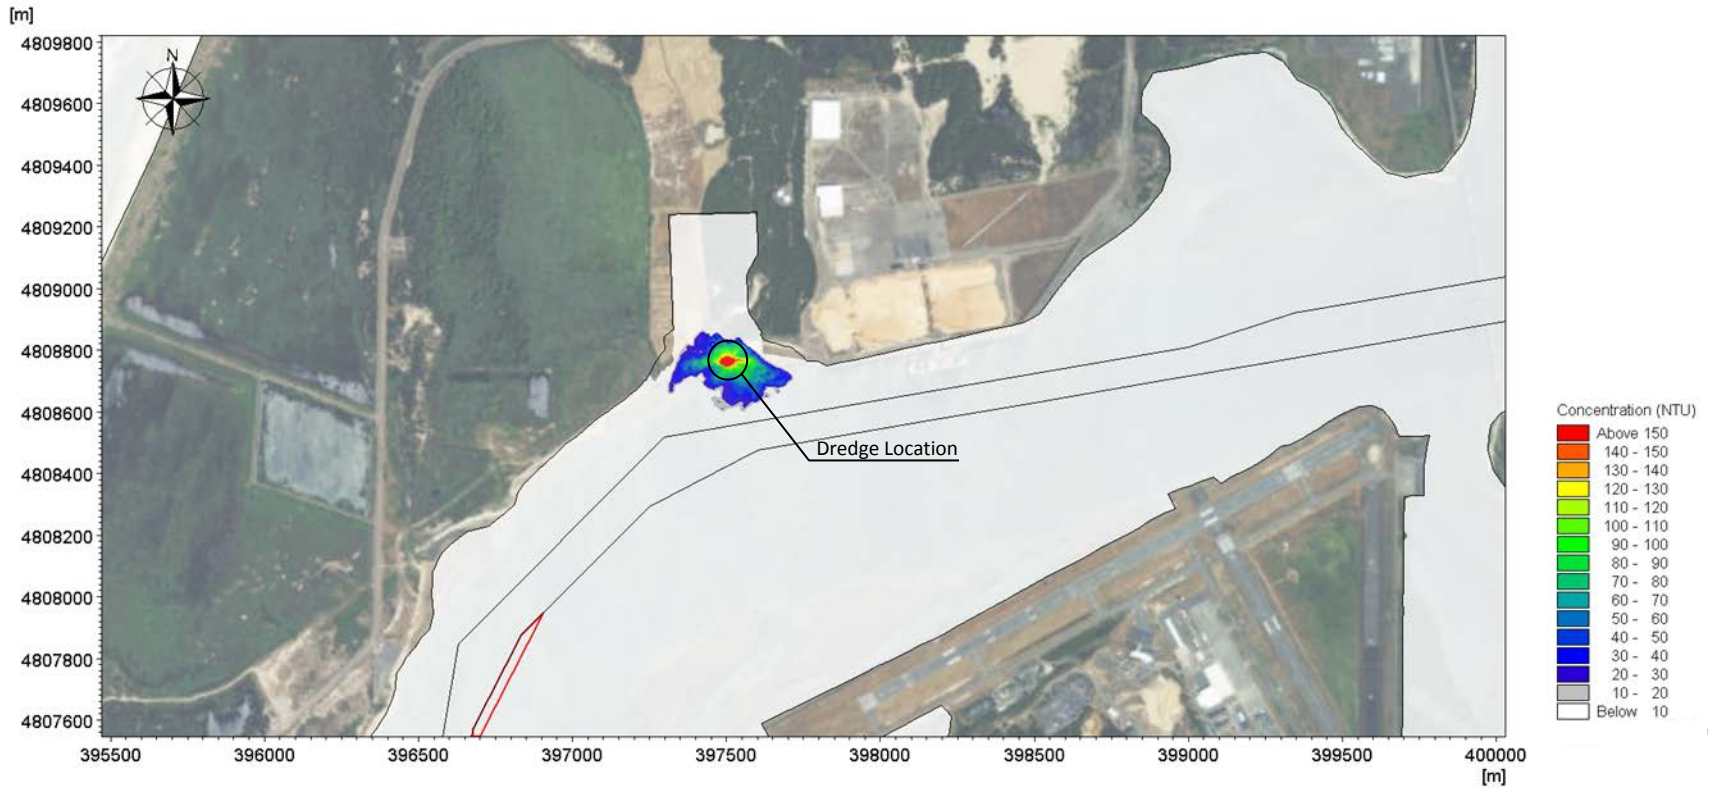 [m]
4809800
N
4809600
4809400
4809200
4809000
4808800
4808600
4808400
4808200
4808000
4807800
4807600
Dredge Location
395500 396000 396500 397000 397500 398000 398500 399000 399500 400000
[m]
Concentration (NTU)
Above 150
140 - 150
130 - 140
120 - 130
110 - 120
100 - 110
90 - 100
80 - 90
70 - 80
60 - 70
50 - 60
40 - 50
30 - 40
20 - 30
10 - 20
Below 10